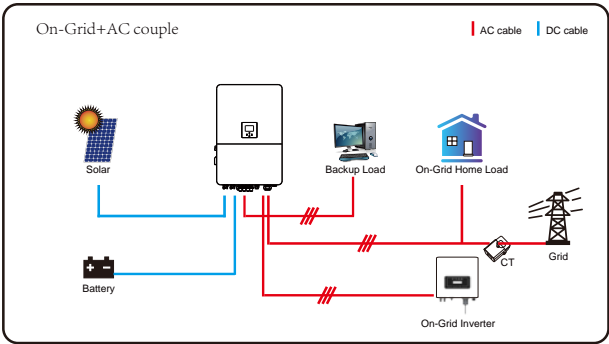 On-Grid+AC couple
AC cable
DC cable
Solar
Backup Load
On-Grid Home Load
Battery
CT
Grid
On-Grid Inverter